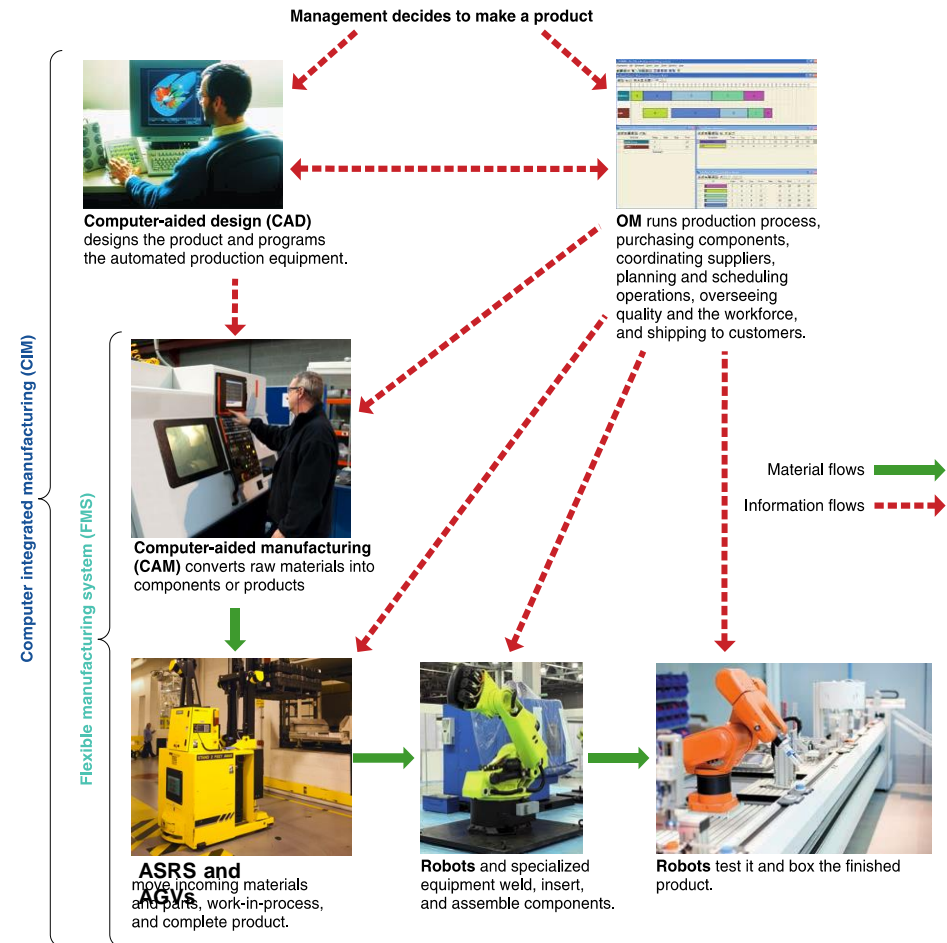 Management decides to make a product
Computer-aided design (CAD)
designs the product and programs
the automated production equipment.
OM runs production process,
purchasing components,
coordinating suppliers,
planning and scheduling
operations, overseeing
quality and the workforce,
and shipping to customers.
Computer integrated manufacturing (CIM)
Flexible manufacturing system (FMS)
Material flows
Information flows
Computer-aided manufacturing
(CAM) converts raw materials into
components or products
ASRS and
AGVs
move incoming materials
and parts, work-in-process,
and complete product.
Robots and specialized
equipment weld, insert,
and assemble components.
Robots test it and box the finished
product.